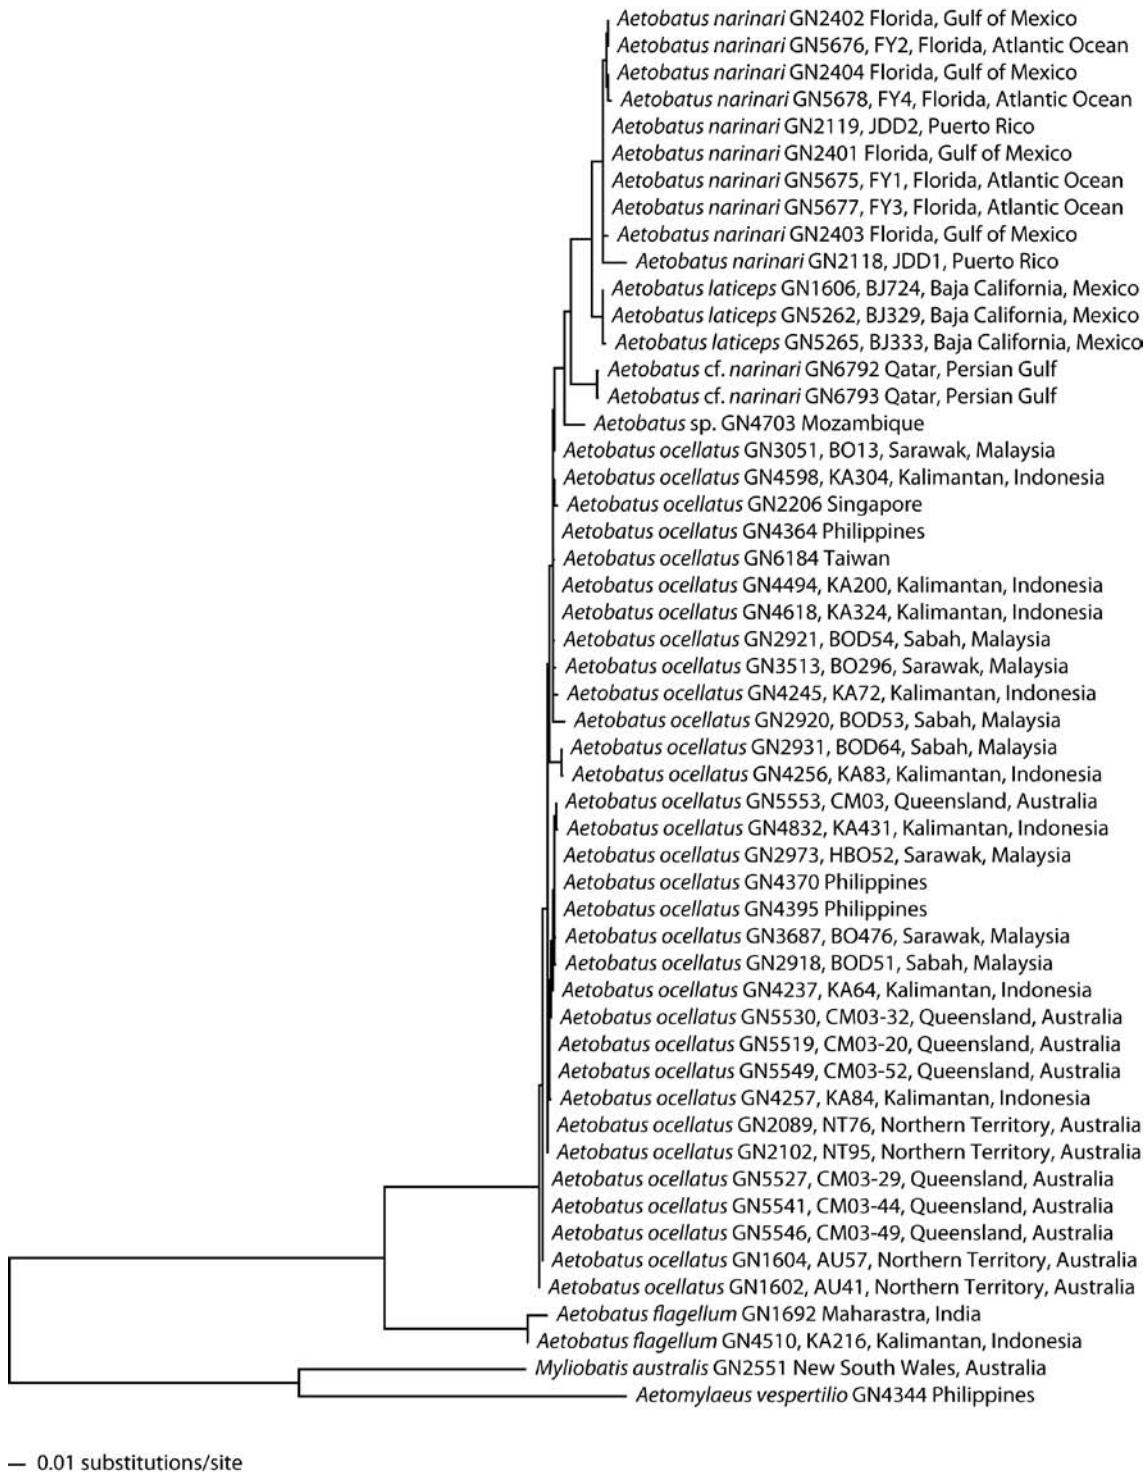 Aetobatus narinari GN2402 Florida, Gulf of Mexico
Aetobatus narinari GN5676, FY2, Florida, Atlantic Ocean
Aetobatus narinari GN2404 Florida, Gulf of Mexico
Aetobatus narinari GN5678, FY4, Florida, Atlantic Ocean
Aetobatus narinari GN2119, JDD2, Puerto Rico
Aetobatus narinari GN2401 Florida, Gulf of Mexico
Aetobatus narinari GN5675, FY1, Florida, Atlantic Ocean
Aetobatus narinari GN5677, FY3, Florida, Atlantic Ocean
Aetobatus narinari GN2403 Florida, Gulf of Mexico
Aetobatus narinari GN2118, JDD1, Puerto Rico
Aetobatus laticeps GN1606, BJ724, Baja California, Mexico
Aetobatus laticeps GN5262, BJ329, Baja California, Mexico
Aetobatus laticeps GN5265, BJ333, Baja California, Mexico
Aetobatus cf. narinari GN6792 Qatar, Persian Gulf
Aetobatus cf. narinari GN6793 Qatar, Persian Gulf
Aetobatus sp. GN4703 Mozambique
Aetobatus ocellatus GN3051, BO13, Sarawak, Malaysia
Aetobatus ocellatus GN4598, KA304, Kalimantan, Indonesia
Aetobatus ocellatus GN2206 Singapore
Aetobatus ocellatus GN4364 Philippines
Aetobatus ocellatus GN6184 Taiwan
Aetobatus ocellatus GN4494, KA200, Kalimantan, Indonesia
Aetobatus ocellatus GN4618, KA324, Kalimantan, Indonesia
Aetobatus ocellatus GN2921, BOD54, Sabah, Malaysia
Aetobatus ocellatus GN3513, BO296, Sarawak, Malaysia
Aetobatus ocellatus GN4245, KA72, Kalimantan, Indonesia
Aetobatus ocellatus GN2920, BOD53, Sabah, Malaysia
Aetobatus ocellatus GN2931, BOD64, Sabah, Malaysia
Aetobatus ocellatus GN4256, KA83, Kalimantan, Indonesia
Aetobatus ocellatus GN5553, CM03, Queensland, Australia
Aetobatus ocellatus GN4832, KA431, Kalimantan, Indonesia
Aetobatus ocellatus GN2973, HBO52, Sarawak, Malaysia
Aetobatus ocellatus GN4370 Philippines
Aetobatus ocellatus GN4395 Philippines
Aetobatus ocellatus GN3687, BO476, Sarawak, Malaysia
Aetobatus ocellatus GN2918, BOD51, Sabah, Malaysia
Aetobatus ocellatus GN4237, KA64, Kalimantan, Indonesia
Aetobatus ocellatus GN5530, CM03-32, Queensland, Australia
Aetobatus ocellatus GN5519, CM03-20, Queensland, Australia
Aetobatus ocellatus GN5549, CM03-52, Queensland, Australia
Aetobatus ocellatus GN4257, KA84, Kalimantan, Indonesia
Aetobatus ocellatus GN2089, NT76, Northern Territory, Australia
Aetobatus ocellatus GN2102, NT95, Northern Territory, Australia
Aetobatus ocellatus GN5527, CM03-29, Queensland, Australia
Aetobatus ocellatus GN5541, CM03-44, Queensland, Australia
Aetobatus ocellatus GN5546, CM03-49, Queensland, Australia
Aetobatus ocellatus GN1604, AU57, Northern Territory, Australia
Aetobatus ocellatus GN1602, AU41, Northern Territory, Australia
Aetobatus flagellum GN1692 Maharastra, India
Aetobatus flagellum GN4510, KA216, Kalimantan, Indonesia
Myliobatis australis GN2551 New South Wales, Australia
Aetomylaeus vespertilio GN4344 Philippines
0.01 substitutions/site